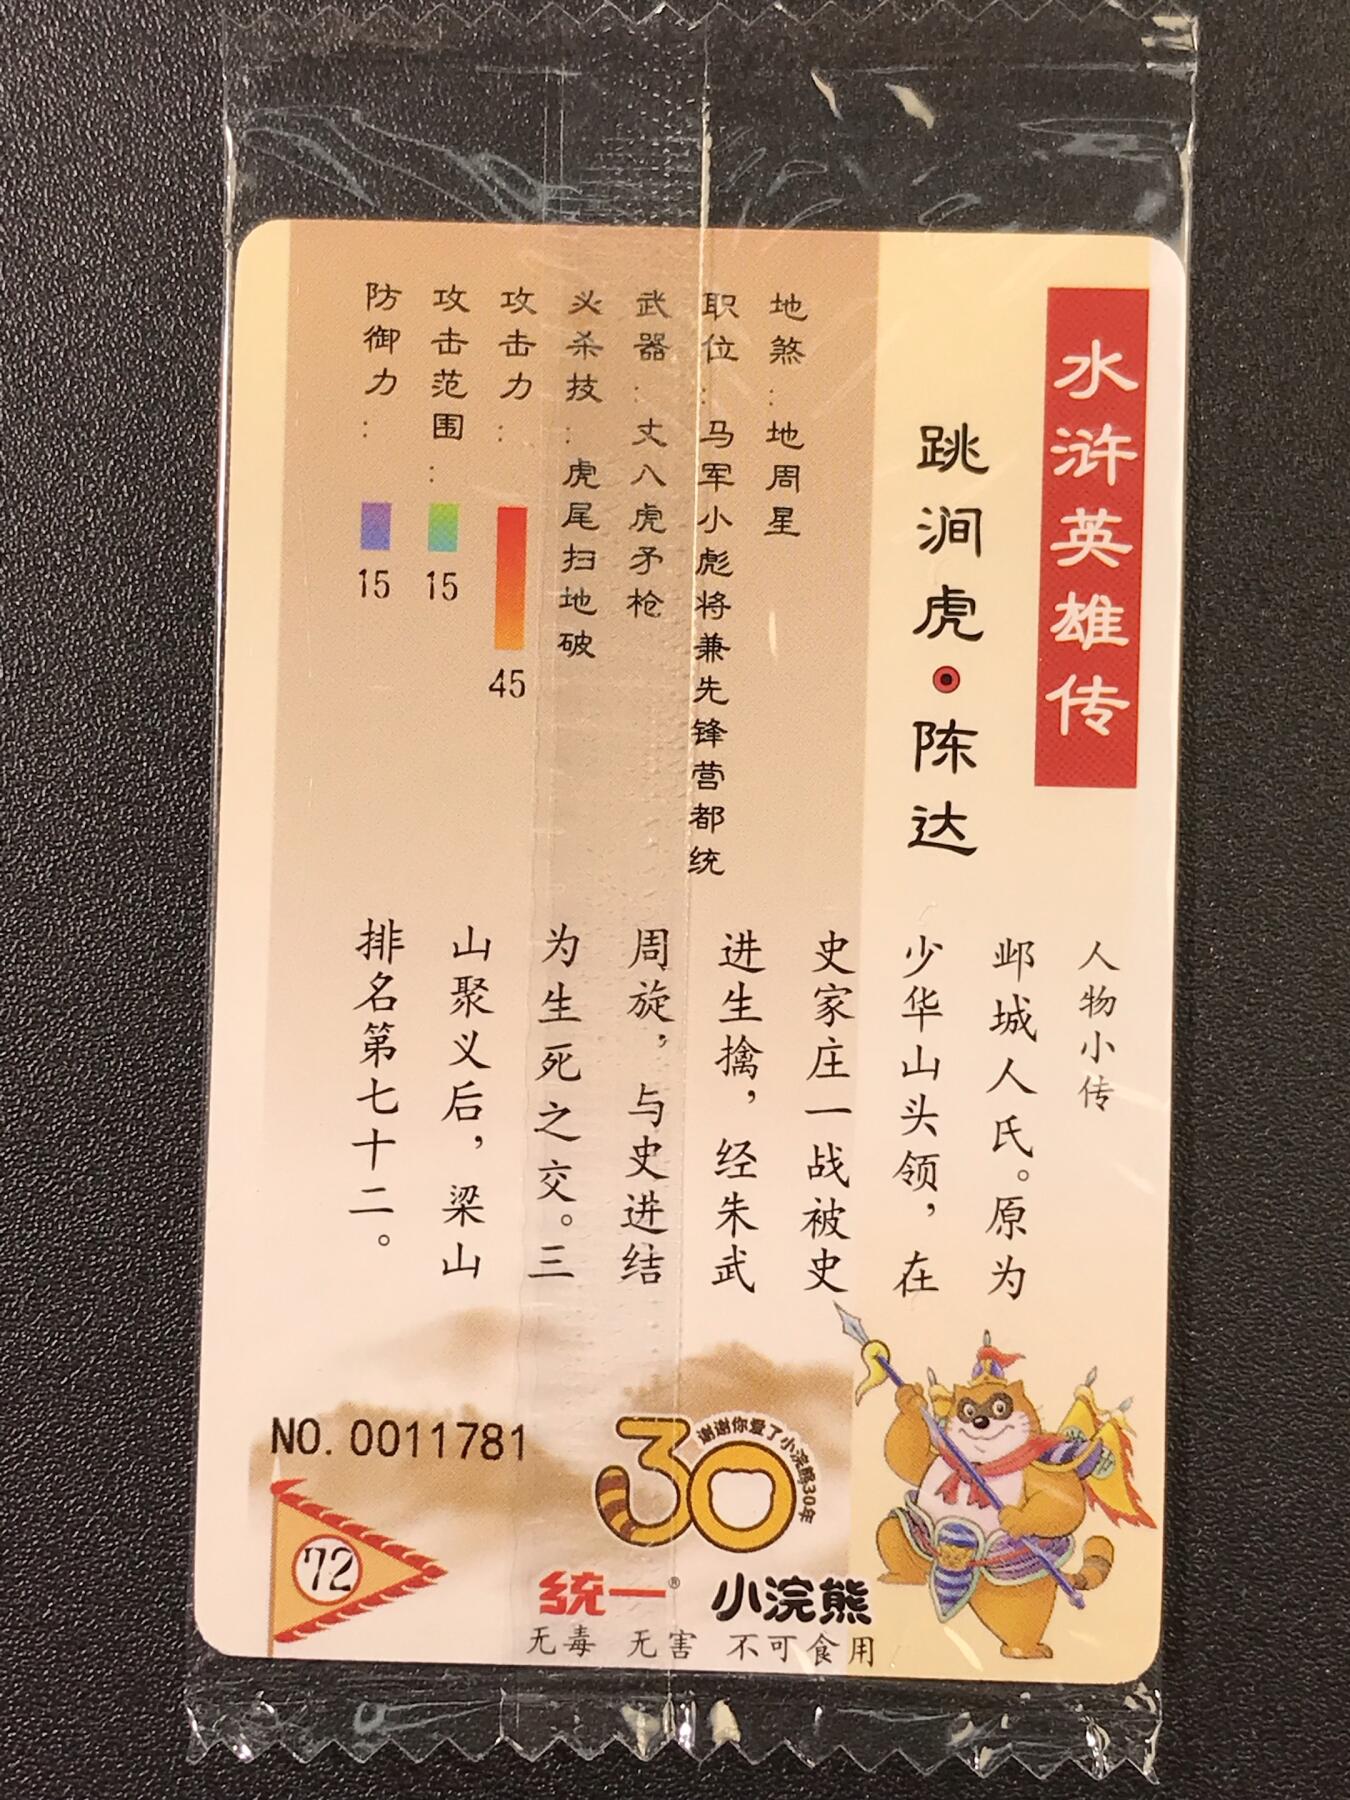 水浒英雄传
跳涧虎·陈达
地煞：地周星
职位：马军小彪将兼先锋营都统
武器：丈八虎矛枪
必杀技：虎尾扫地破
攻击力：
45
攻击范围：
15
防御力：
15
人物小传
邺城人氏。原为
少华山头领，在
史家庄一战被史
进生擒，经朱武
周旋，与史进结
为生死之交。三
山聚义后，梁山
排名第七十二。
NO.0011781
72
30
谢谢你爱了小浣熊30年
统一®
小浣熊
无毒 无害 不可食用